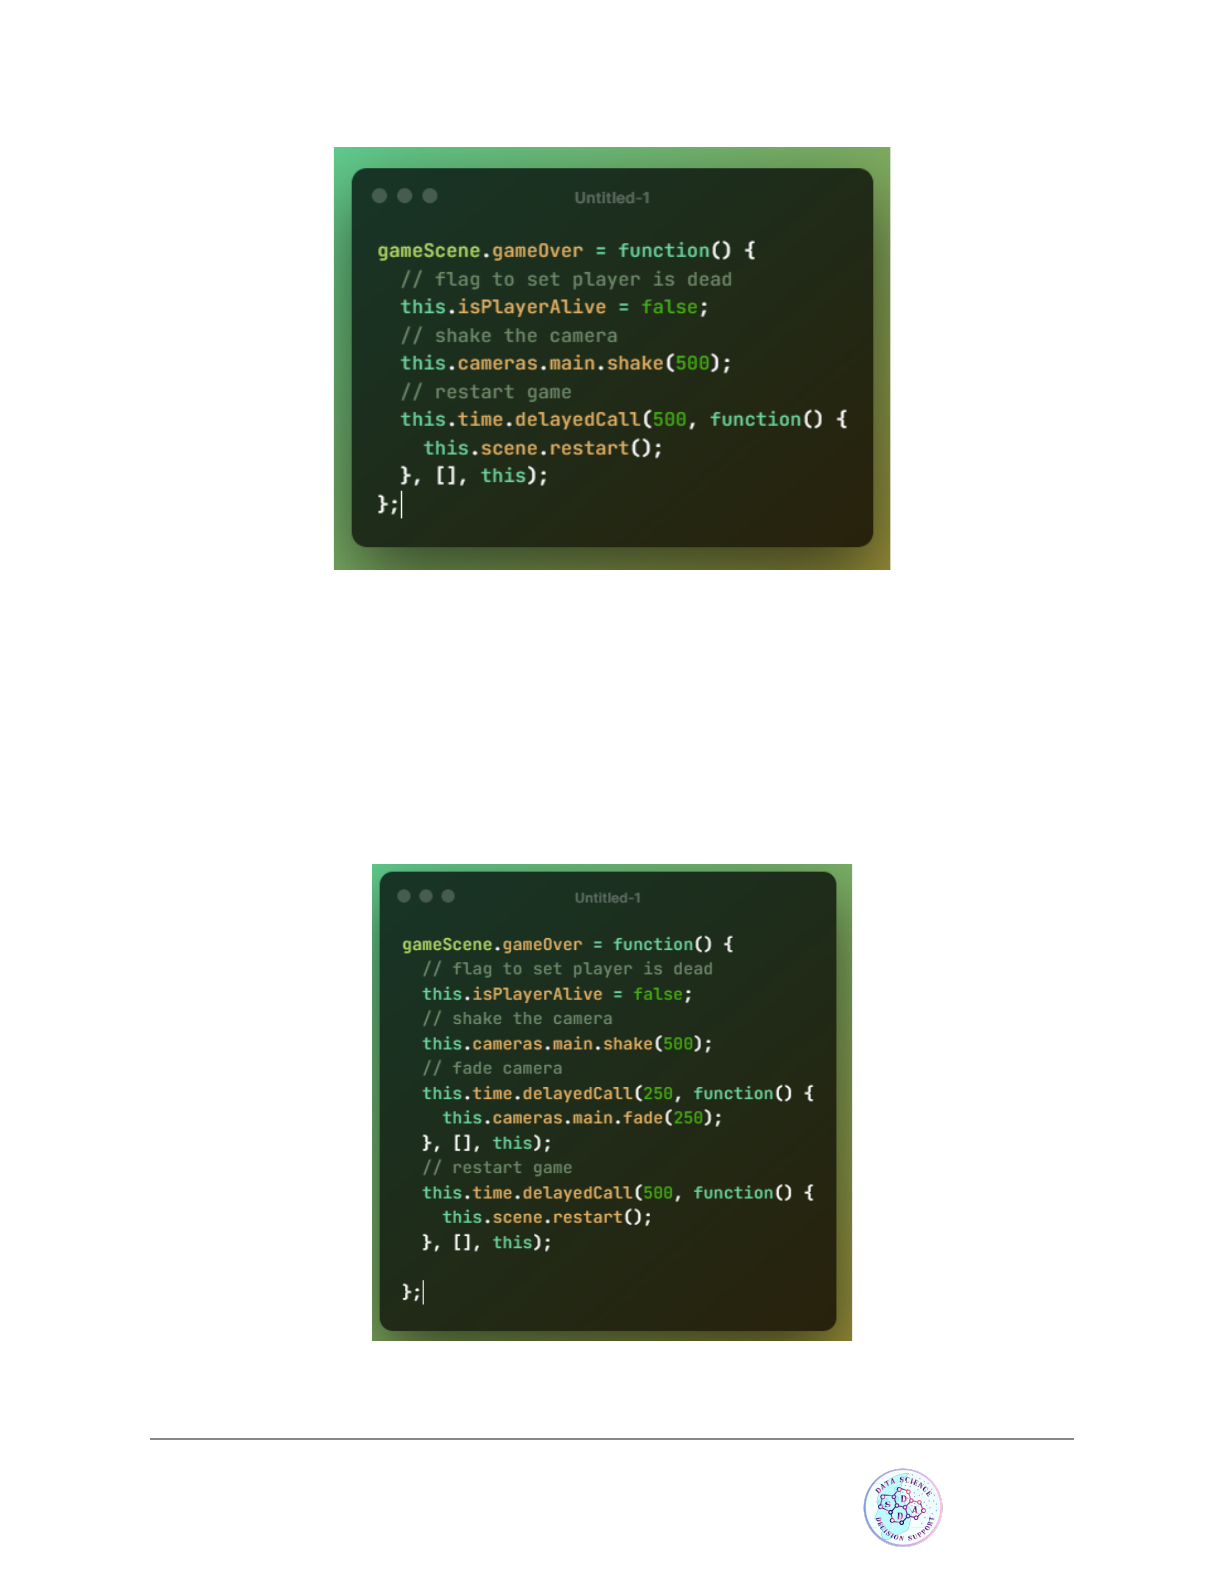 Untitled-1
gameScene.gameOver = function() {
  // flag to set player is dead
  this.isPlayerAlive = false;
  // shake the camera
  this.cameras.main.shake(500);
  // restart game
  this.time.delayedCall(500, function() {
    this.scene.restart();
  }, [], this);
};
Untitled-1
gameScene.gameOver = function() {
  // flag to set player is dead
  this.isPlayerAlive = false;
  // shake the camera
  this.cameras.main.shake(500);
  // fade camera
  this.time.delayedCall(250, function() {
    this.cameras.main.fade(250);
  }, [], this);
  // restart game
  this.time.delayedCall(500, function() {
    this.scene.restart();
  }, [], this);
};
DATA SCIENCE
D
S
A
D
DECISION SUPPORT